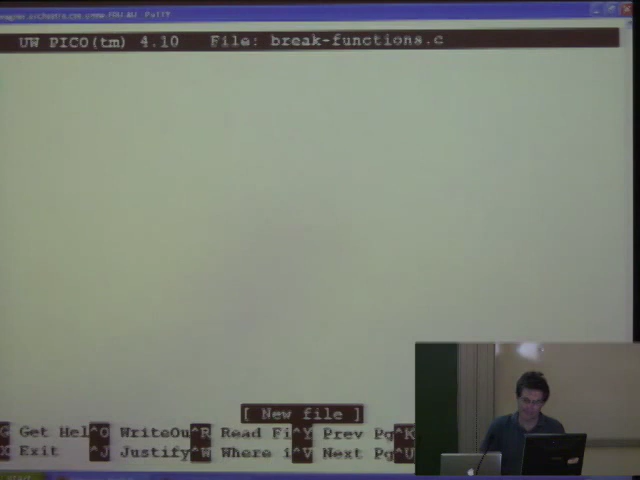 UW PICO(tm) 4.10 File: break-functions.c
[ New file ]
G Get Hel ^O WriteOu ^R Read Fi ^Y Prev Pg ^K
X Exit ^J Justify ^W Where i ^V Next Pg ^U